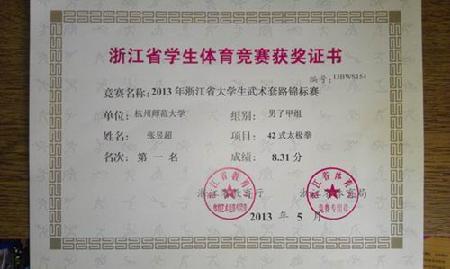 浙江省学生体育竞赛获奖证书
编号:
竞赛名称:2013年浙江省大学生武术套路锦标赛
单位: 杭州师范大学 组别: 男子甲组
姓名: 张昱超 项目: 42式太极拳
名次: 第一名 成绩: 8.31分
2013年5月